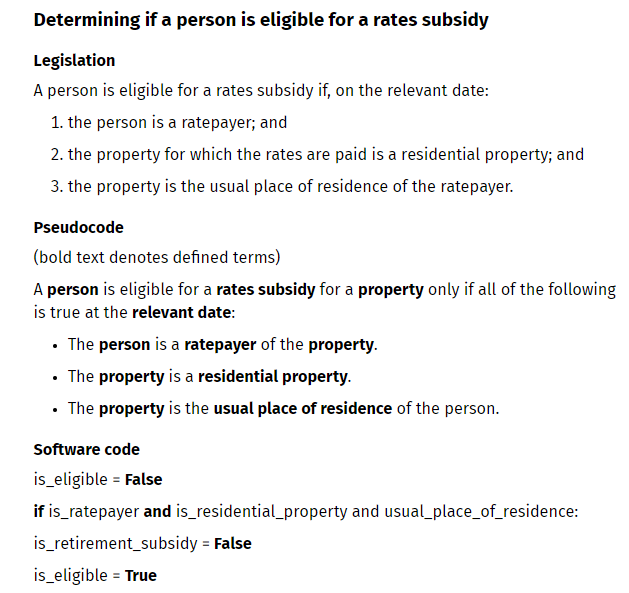 Determining if a person is eligible for a rates subsidy
Legislation
A person is eligible for a rates subsidy if, on the relevant date:
1. the person is a ratepayer; and
2. the property for which the rates are paid is a residential property; and
3. the property is the usual place of residence of the ratepayer.
Pseudocode
(bold text denotes defined terms)
A person is eligible for a rates subsidy for a property only if all of the following
is true at the relevant date:
• The person is a ratepayer of the property.
• The property is a residential property.
• The property is the usual place of residence of the person.
Software code
is_eligible = False
if is_ratepayer and is_residential_property and usual_place_of_residence:
is_retirement_subsidy = False
is_eligible = True